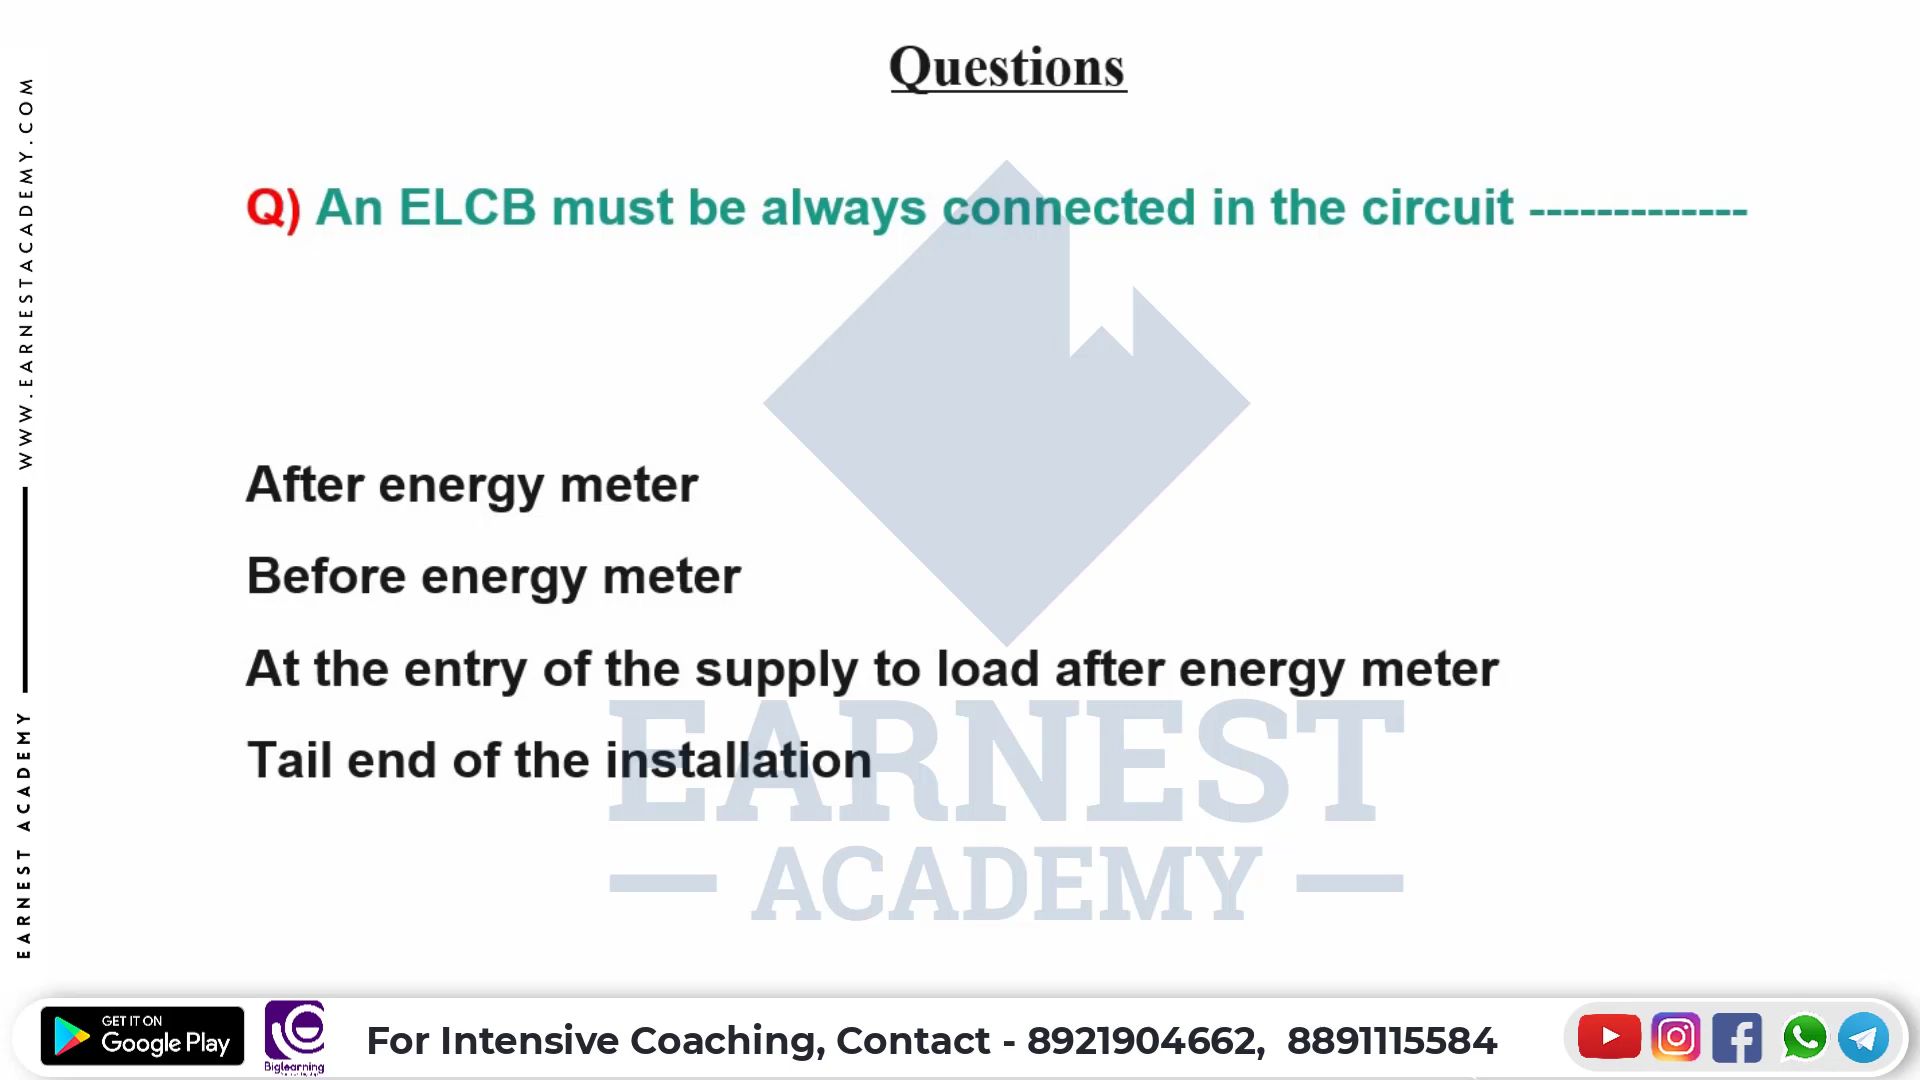 Questions
Q) An ELCB must be always connected in the circuit -------------
After energy meter
Before energy meter
At the entry of the supply to load after energy meter
Tail end of the installation
EARNEST
ACADEMY
WWW.EARNESTACADEMY.COM
EARNEST ACADEMY
GET IT ON
Google Play
Biglearning
For Intensive Coaching, Contact - 8921904662, 8891115584